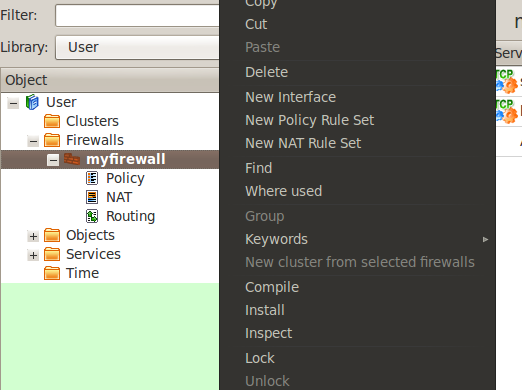 Filter:
Library: User
Object
User
Clusters
Firewalls
myfirewall
Policy
NAT
Routing
Objects
Services
Time
Copy
Cut
Paste
Delete
New Interface
New Policy Rule Set
New NAT Rule Set
Find
Where used
Group
Keywords
New cluster from selected firewalls
Compile
Install
Inspect
Lock
Unlock
Serv
TCP
TCP